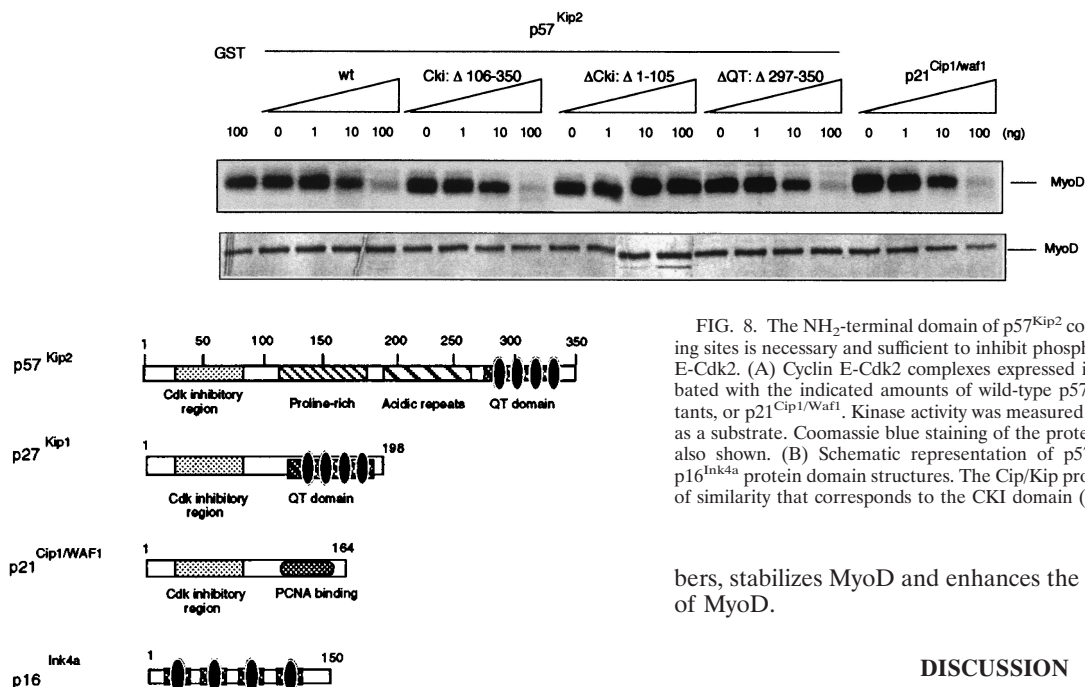 p57 Kip2
GST
wt
Cki: Δ 106-350
ΔCki: Δ 1-105
ΔQT: Δ 297-350
p21 Cip1/waf1
100 0 1 10 100 0 1 10 100 0 1 10 100 0 1 10 100 0 1 10 100 (ng)
MyoD
MyoD
1 50 100 150 200 250 300 350
p57 Kip2
Cdk inhibitory region
Proline-rich
Acidic repeats
QT domain
1 198
p27 Kip1
Cdk inhibitory region
QT domain
1 164
p21 Cip1/WAF1
Cdk inhibitory region
PCNA binding
1 150
p16 Ink4a
FIG. 8. The NH2-terminal domain of p57Kip2 co
ing sites is necessary and sufficient to inhibit phosph
E-Cdk2. (A) Cyclin E-Cdk2 complexes expressed i
bated with the indicated amounts of wild-type p57
tants, or p21Cip1/Waf1. Kinase activity was measured
as a substrate. Coomassie blue staining of the prote
also shown. (B) Schematic representation of p57
p16Ink4a protein domain structures. The Cip/Kip pro
of similarity that corresponds to the CKI domain (
bers, stabilizes MyoD and enhances the
of MyoD.
DISCUSSION